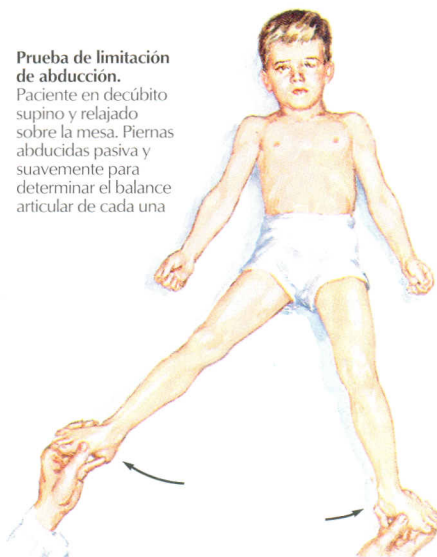 Prueba de limitación
de abducción.
Paciente en decúbito
supino y relajado
sobre la mesa. Piernas
abducidas pasiva y
suavemente para
determinar el balance
articular de cada una